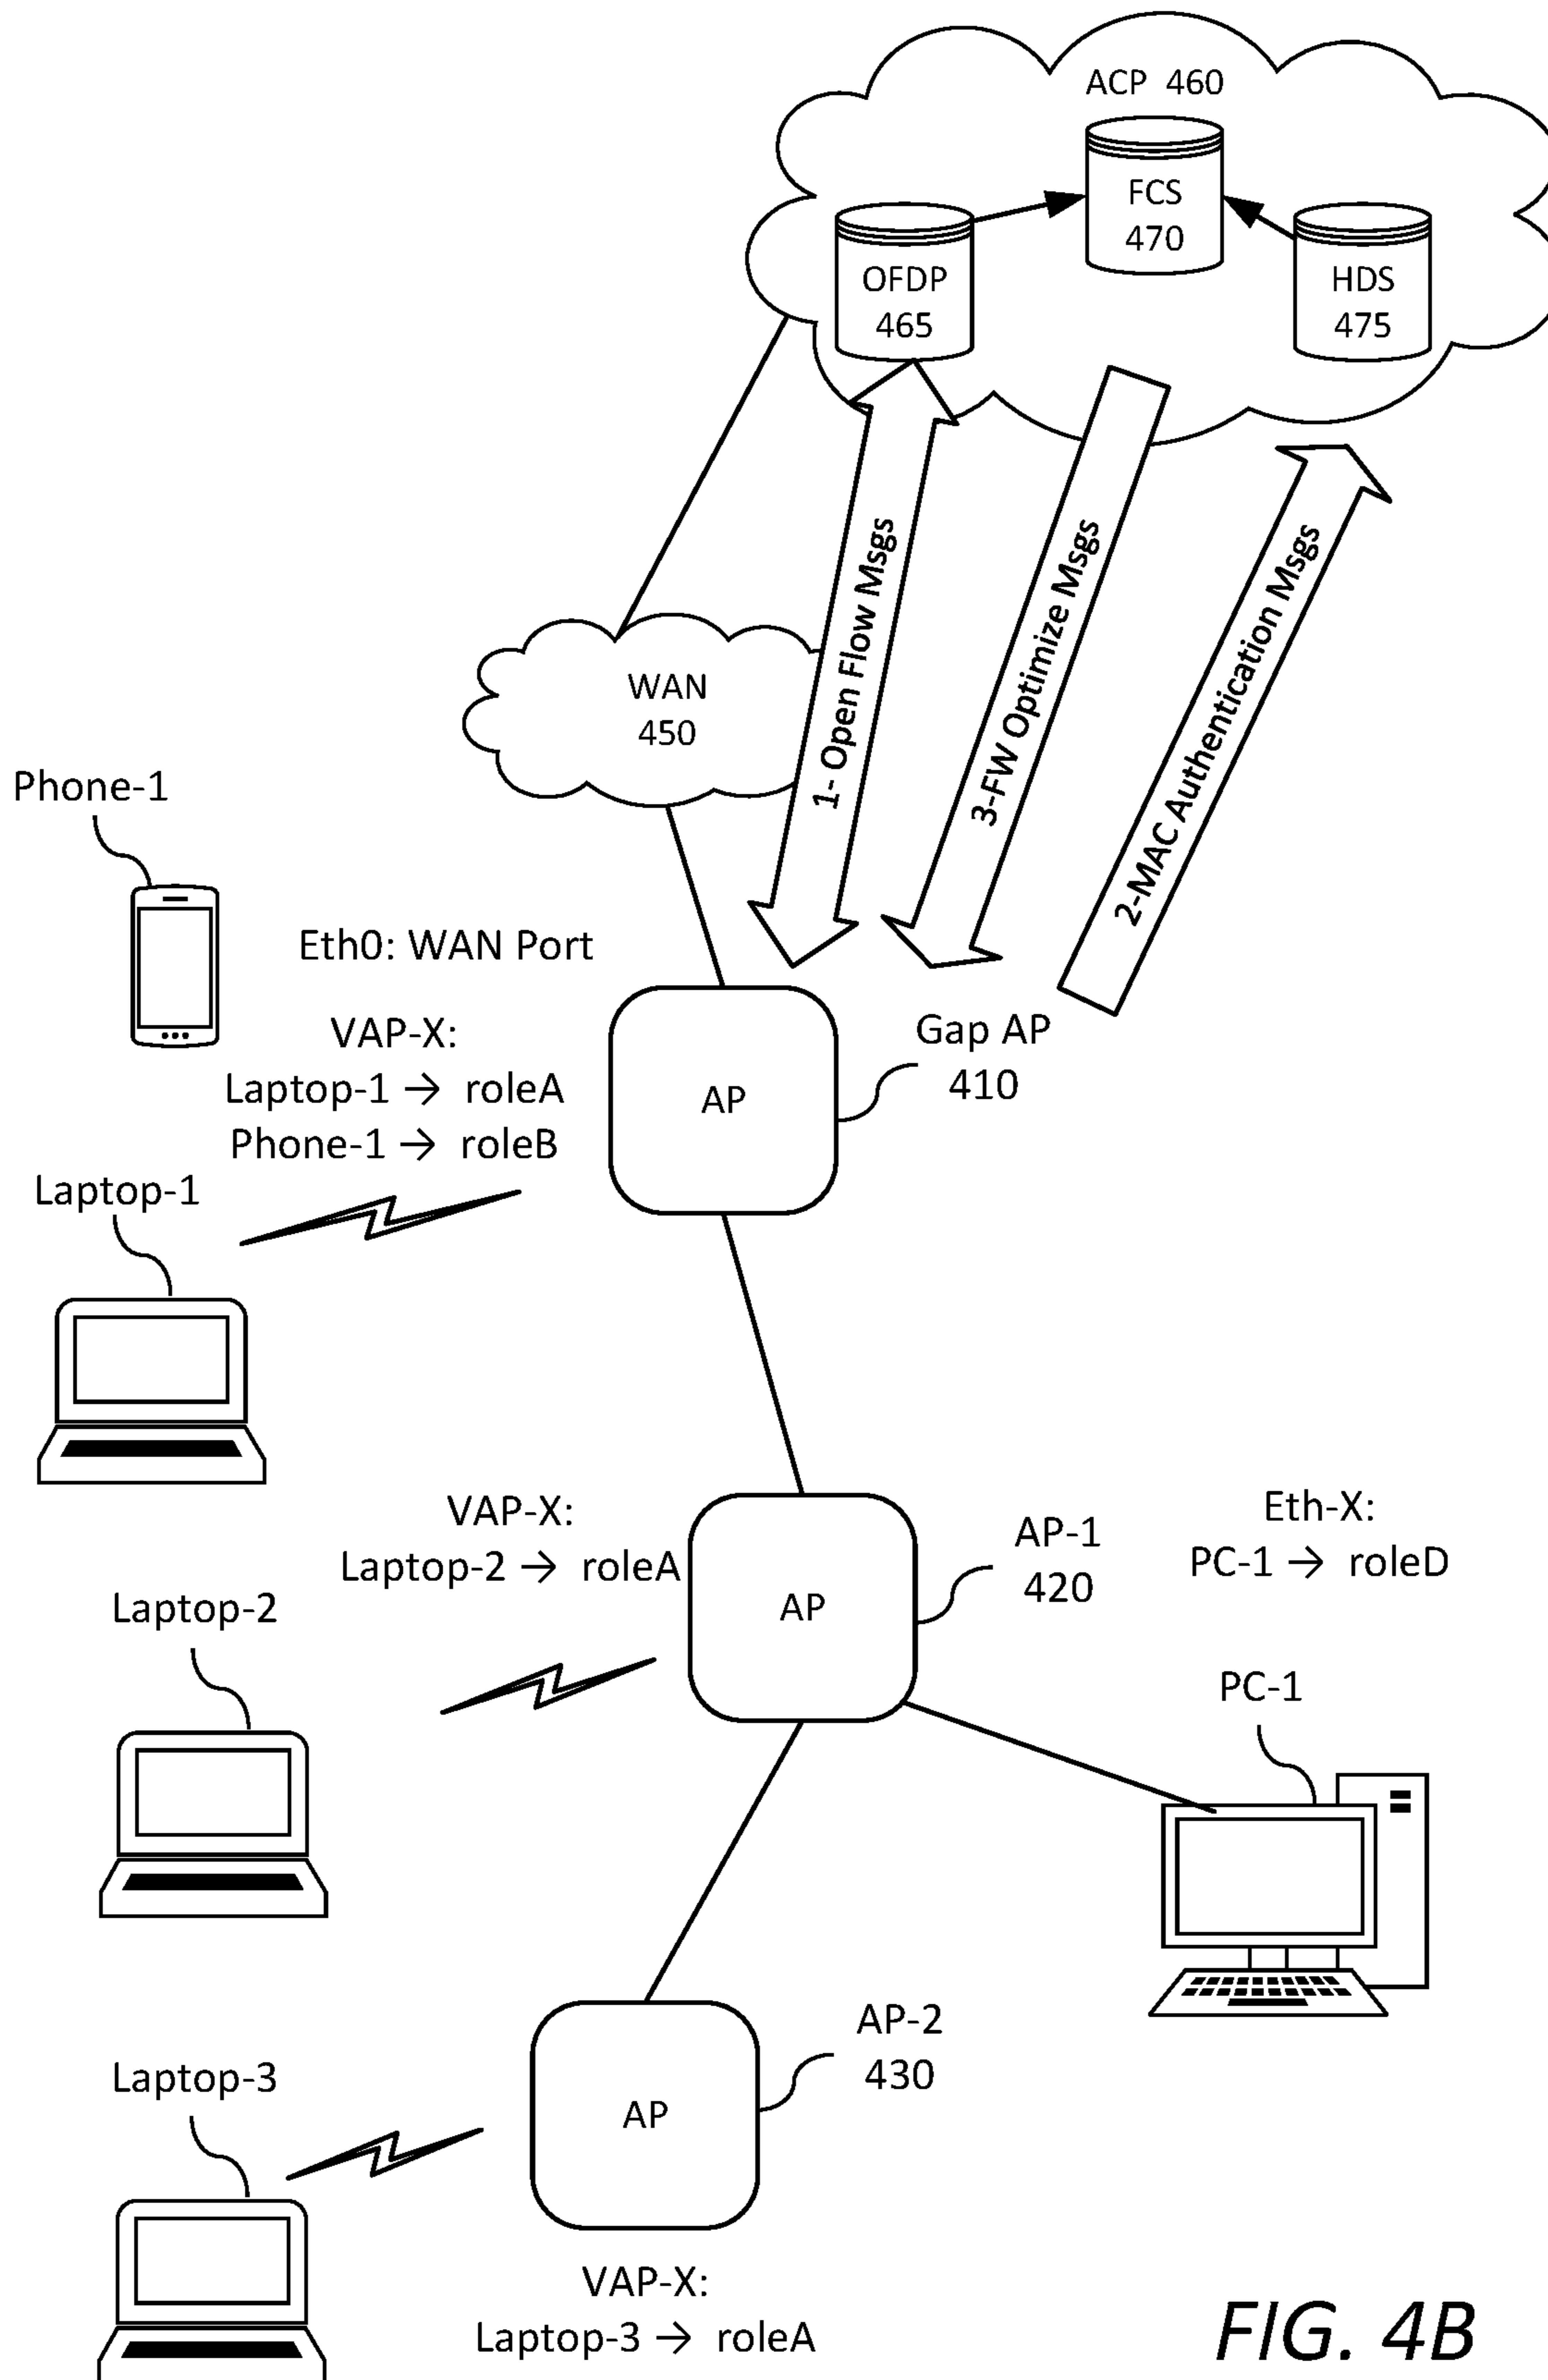 ACP 460
FCS
470
OFDP
465
HDS
475
1- Open Flow Msgs
3-FW Optimize Msgs
2-MAC Authentication Msgs
WAN
450
Phone-1
Eth0: WAN Port
VAP-X:
Laptop-1 → roleA
Phone-1 → roleB
AP
Gap AP
410
Laptop-1
VAP-X:
Laptop-2 → roleA
AP
AP-1
420
Eth-X:
PC-1 → roleD
Laptop-2
PC-1
AP
AP-2
430
Laptop-3
VAP-X:
Laptop-3 → roleA
FIG. 4B